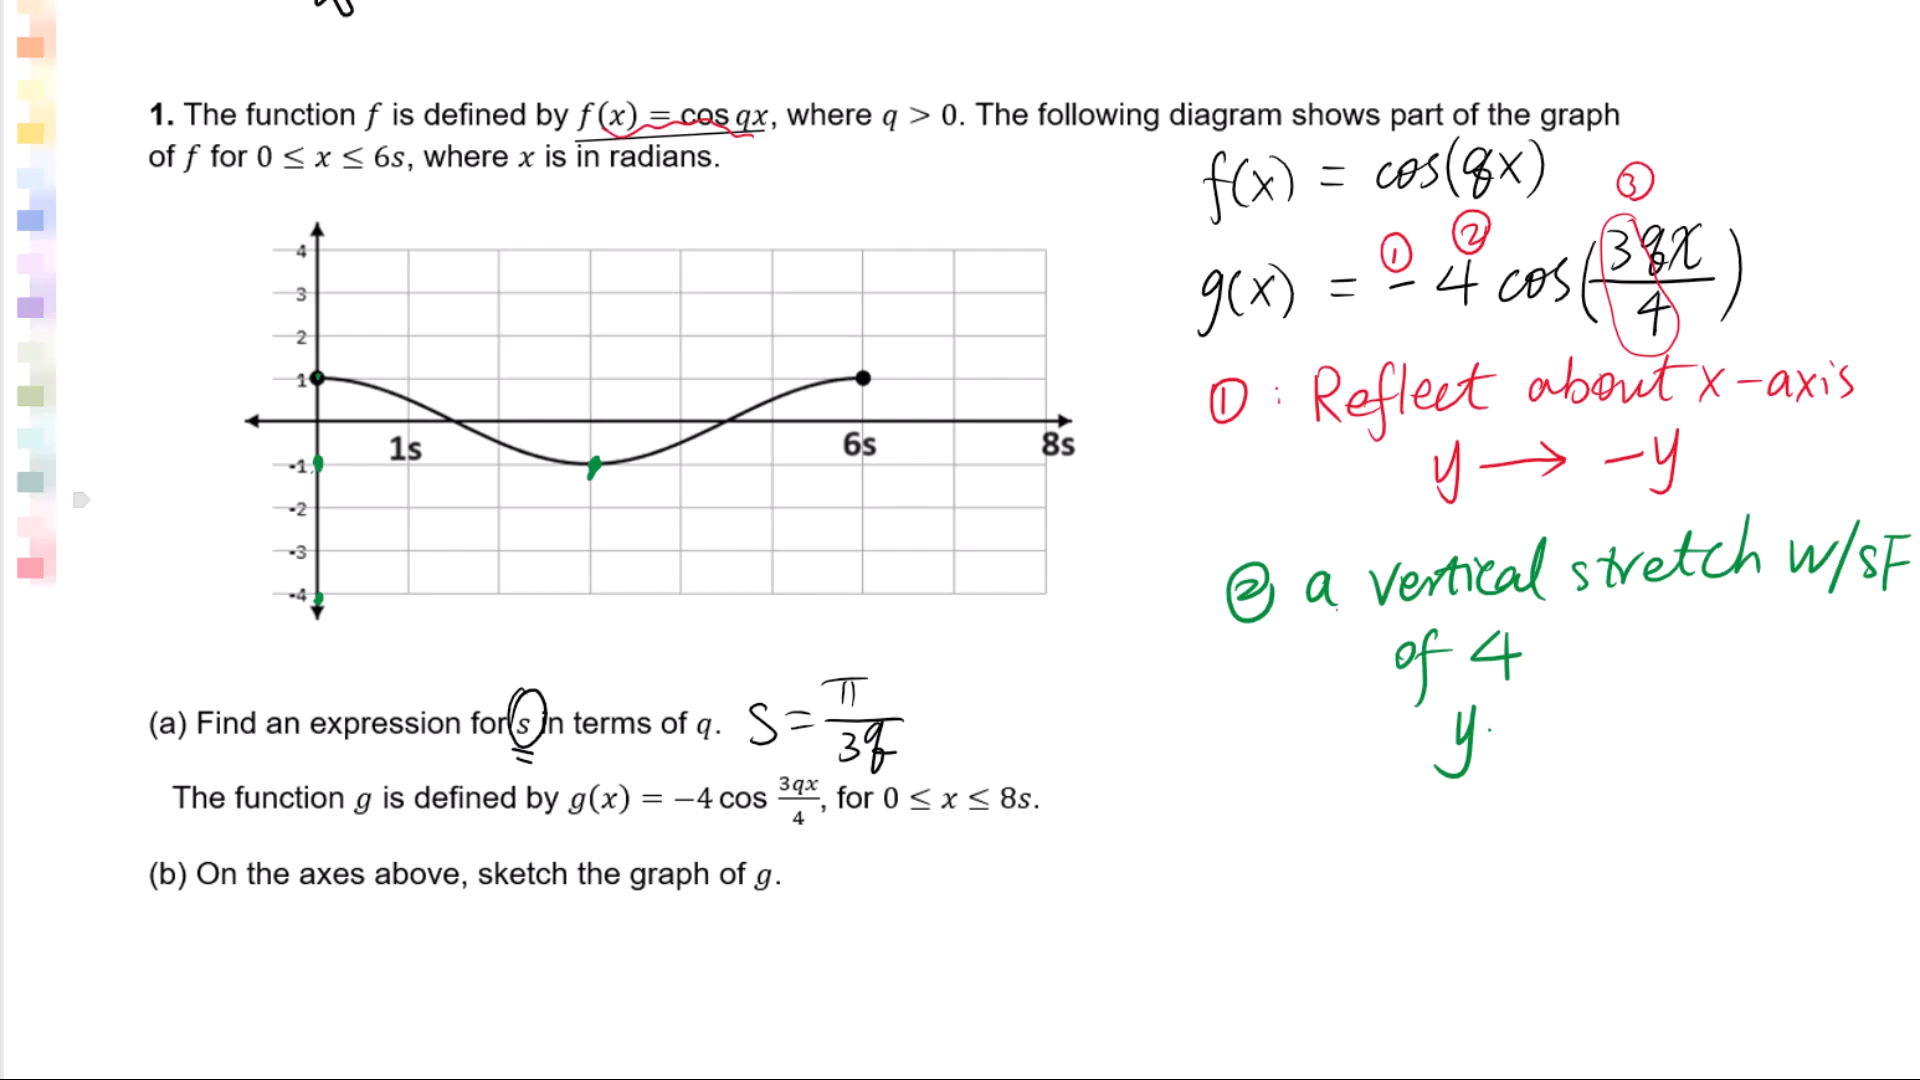 1. The function f is defined by f(x) = cos qx, where q > 0. The following diagram shows part of the graph
of f for 0 ≤ x ≤ 6s, where x is in radians.
f(x) = cos(qx)
① ② ③
g(x) = − 4 cos(3qx/4)
4
3
2
1
-1
-2
-3
-4
1s
6s
8s
① : Reflect about x-axis
y → -y
② a vertical stretch w/ SF
of 4
y.
(a) Find an expression for s in terms of q. S = π/3q
The function g is defined by g(x) = −4 cos 3qx/4, for 0 ≤ x ≤ 8s.
(b) On the axes above, sketch the graph of g.